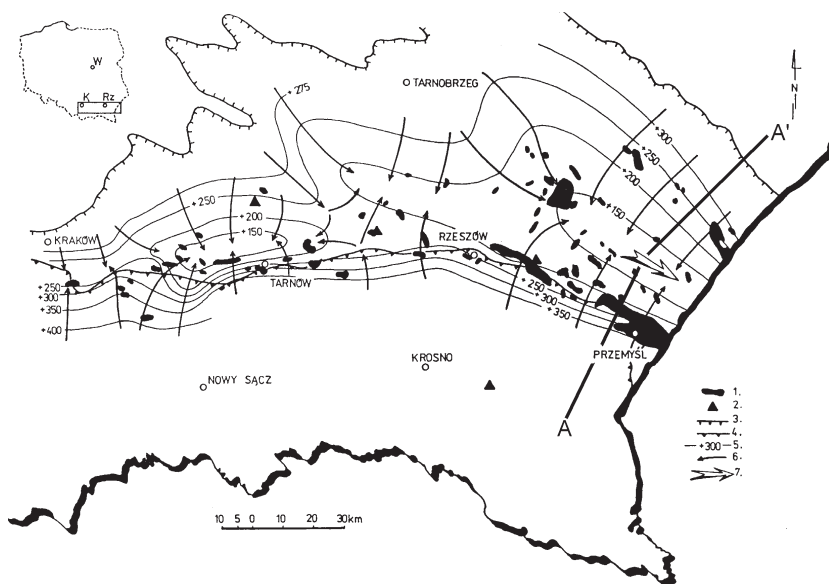 W
K Rz
TARNOBRZEG
N
+275
+300
+250
+200
A'
+250
+200
+150
+150
KRAKÓW
RZESZÓW
TARNÓW
+250
+300
+350
+400
+250
+300
+350
PRZEMYŚL
KROSNO
NOWY SĄCZ
A
1.
2.
3.
4.
+300 5.
6.
7.
10 5 0 10 20 30km